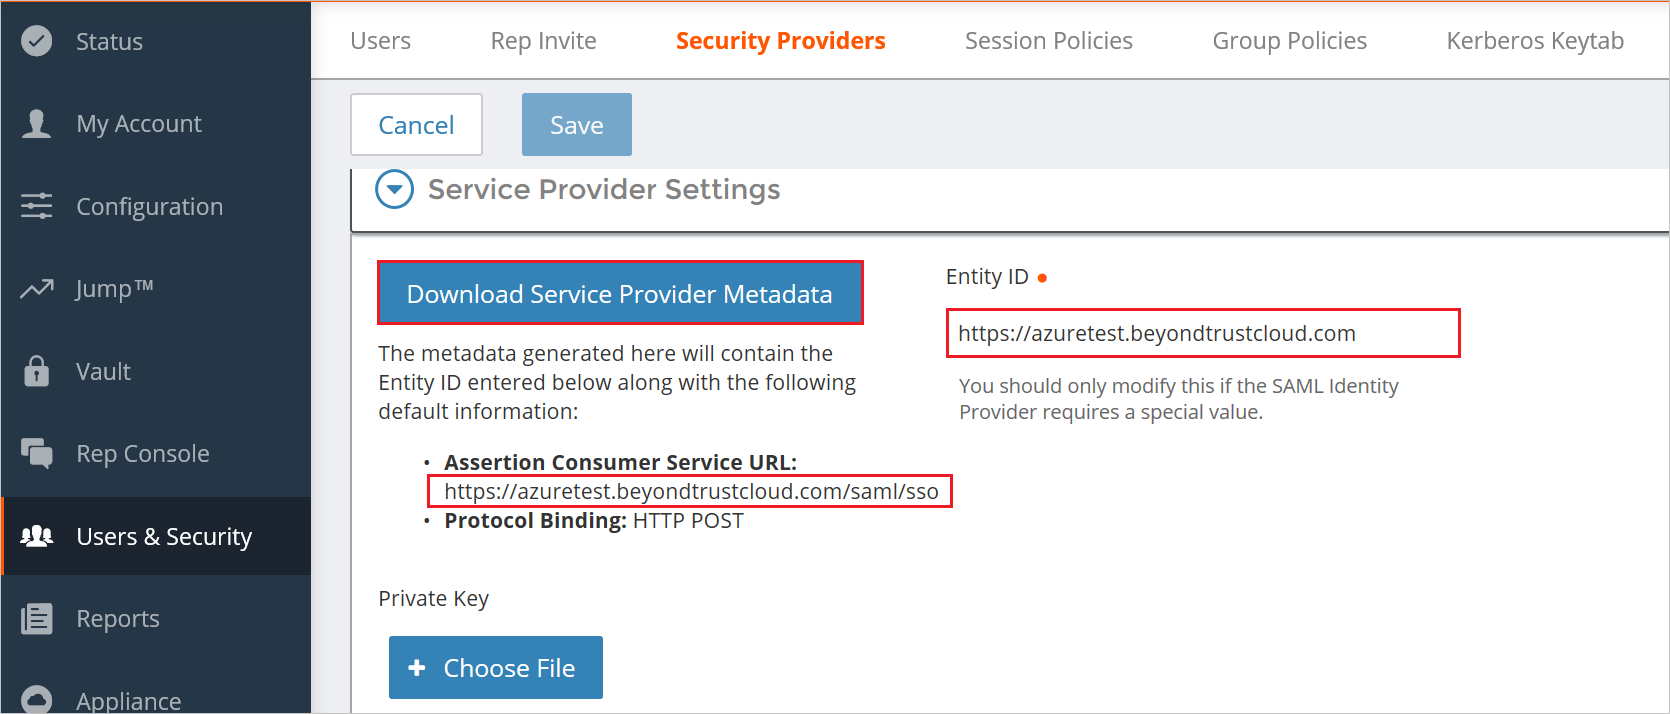 Status
My Account
Configuration
Jump™
Vault
Rep Console
Users & Security
Reports
Appliance
Users
Rep Invite
Security Providers
Session Policies
Group Policies
Kerberos Keytab
Cancel
Save
Service Provider Settings
Download Service Provider Metadata
The metadata generated here will contain the
Entity ID entered below along with the following
default information:
• Assertion Consumer Service URL:
https://azuretest.beyondtrustcloud.com/saml/sso
• Protocol Binding: HTTP POST
Entity ID
https://azuretest.beyondtrustcloud.com
You should only modify this if the SAML Identity
Provider requires a special value.
Private Key
+ Choose File